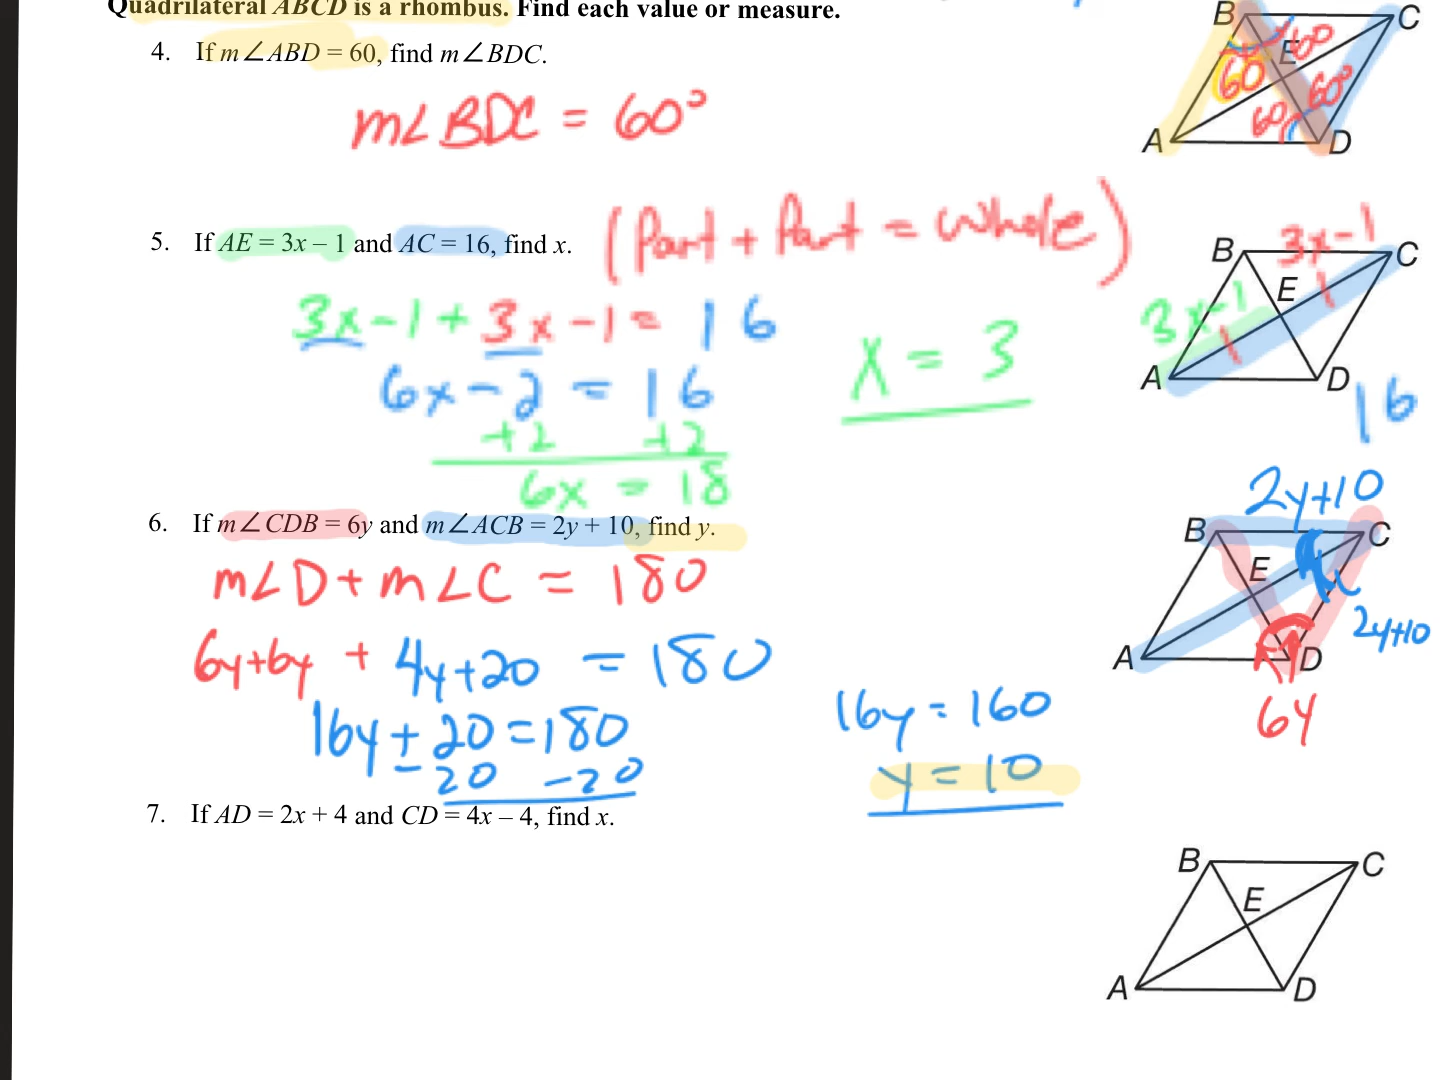 Quadrilateral ABCD is a rhombus. Find each value or measure.
4. If m∠ABD = 60, find m∠BDC.
m∠BDC = 60°
B C
E 60
60
60°
60
A D
5. If AE = 3x – 1 and AC = 16, find x.
(Part + Part = whole)
3x-1 + 3x-1 = 16
6x - 2 = 16
+2 +2
6x = 18
x = 3
3x-1
B C
E
3x-1
A D
16
6. If m∠CDB = 6y and m∠ACB = 2y + 10, find y.
m∠D + m∠C = 180
6y+6y + 4y+20 = 180
16y + 20 = 180
- 20 -20
16y = 160
y = 10
2y+10
B C
E
2y+10
A D
6y
7. If AD = 2x + 4 and CD = 4x – 4, find x.
B C
E
A D